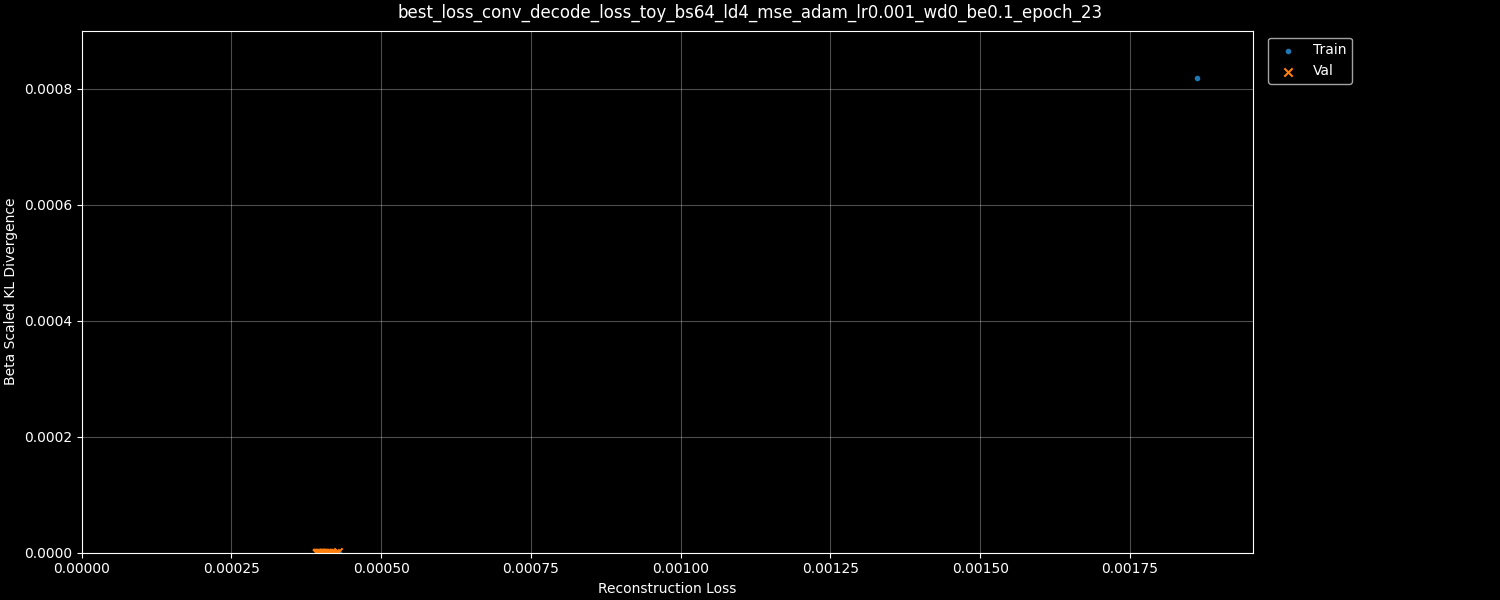 best_loss_conv_decode_loss_toy_bs64_ld4_mse_adam_lr0.001_wd0_be0.1_epoch_23
Train
Val
0.0008
0.0006
0.0004
0.0002
0.0000
Beta Scaled KL Divergence
0.00000 0.00025 0.00050 0.00075 0.00100 0.00125 0.00150 0.00175
Reconstruction Loss